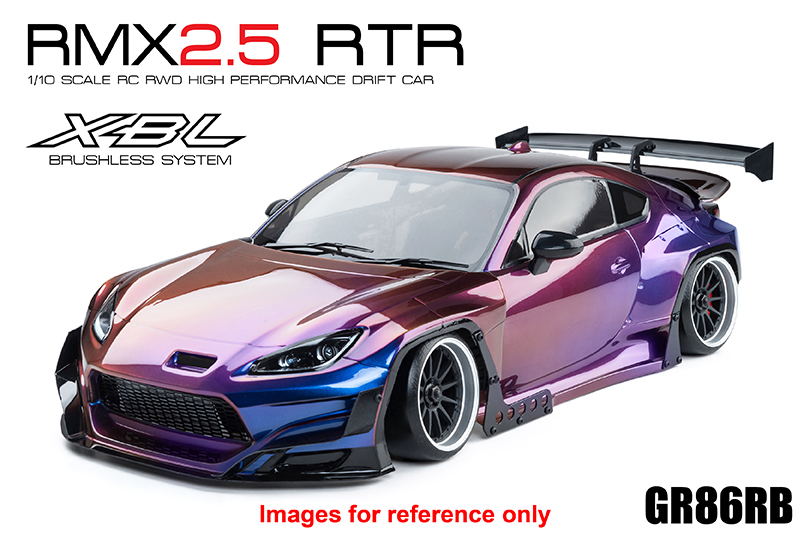 RMX2.5 RTR
1/10 SCALE RC RWD HIGH PERFORMANCE DRIFT CAR
X-BL
BRUSHLESS SYSTEM
Images for reference only
GR86RB